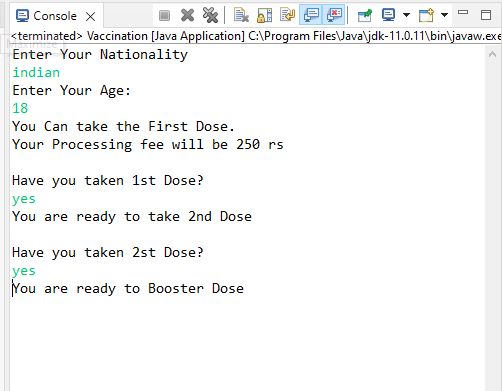 Console
<terminated> Vaccination [Java Application] C:\Program Files\Java\jdk-11.0.11\bin\javaw.exe
Enter Your Nationality
indian
Enter Your Age:
18
You Can take the First Dose.
Your Processing fee will be 250 rs
Have you taken 1st Dose?
yes
You are ready to take 2nd Dose
Have you taken 2st Dose?
yes
You are ready to Booster Dose